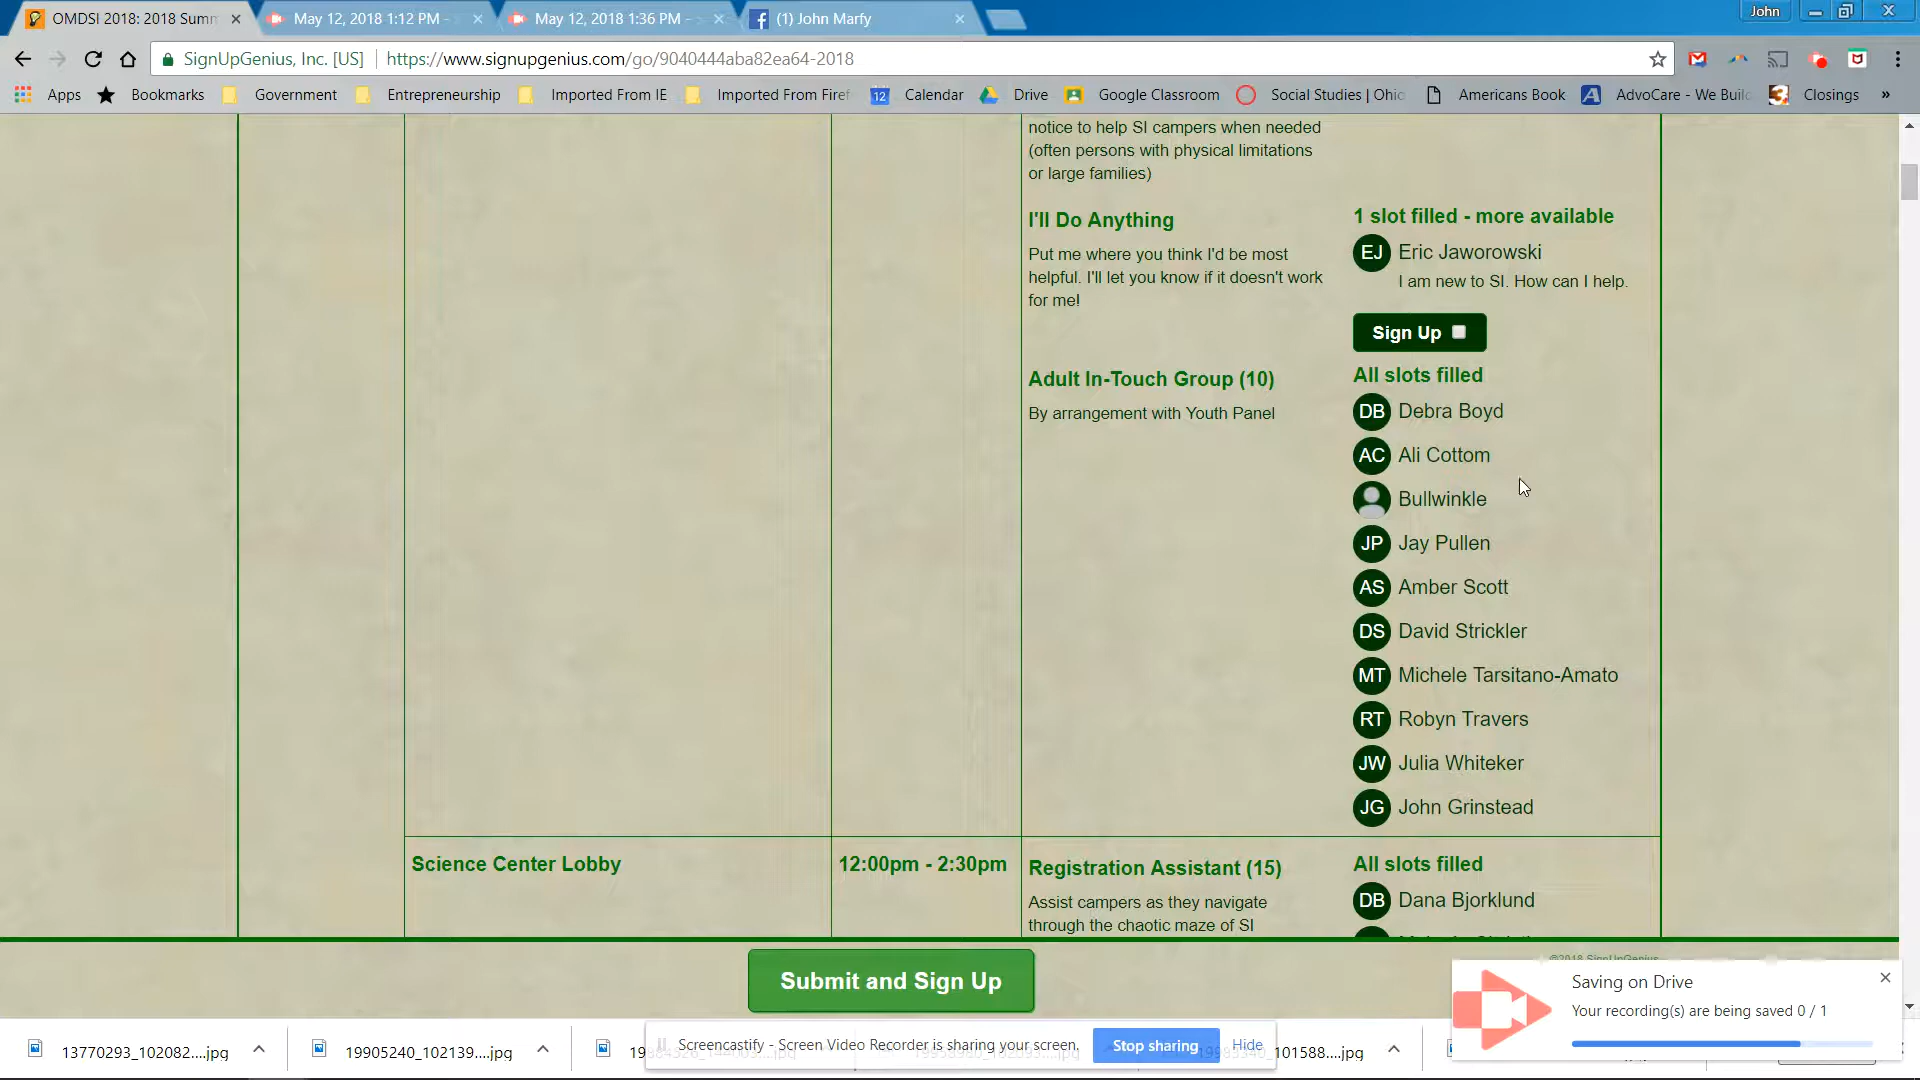 OMDSI 2018: 2018 Summ
May 12, 2018 1:12 PM -
May 12, 2018 1:36 PM -
(1) John Marfy
John
SignUpGenius, Inc. [US]
https://www.signupgenius.com/go/9040444aba82ea64-2018
Apps
Bookmarks
Government
Entrepreneurship
Imported From IE
Imported From Firef
12
Calendar
Drive
Google Classroom
Social Studies | Ohio
Americans Book
AdvoCare - We Build
Closings
»
notice to help SI campers when needed
(often persons with physical limitations
or large families)
I'll Do Anything
Put me where you think I'd be most
helpful. I'll let you know if it doesn't work
for me!
1 slot filled - more available
EJ Eric Jaworowski
I am new to SI. How can I help.
Sign Up
Adult In-Touch Group (10)
By arrangement with Youth Panel
All slots filled
DB Debra Boyd
AC Ali Cottom
Bullwinkle
JP Jay Pullen
AS Amber Scott
DS David Strickler
MT Michele Tarsitano-Amato
RT Robyn Travers
JW Julia Whiteker
JG John Grinstead
Science Center Lobby
12:00pm - 2:30pm
Registration Assistant (15)
Assist campers as they navigate
through the chaotic maze of SI
All slots filled
DB Dana Bjorklund
Submit and Sign Up
©2018 SignUpGenius
Saving on Drive
Your recording(s) are being saved 0 / 1
13770293_102082....jpg
19905240_102139....jpg
Screencastify - Screen Video Recorder is sharing your screen.
Stop sharing
Hide
_101588....jpg